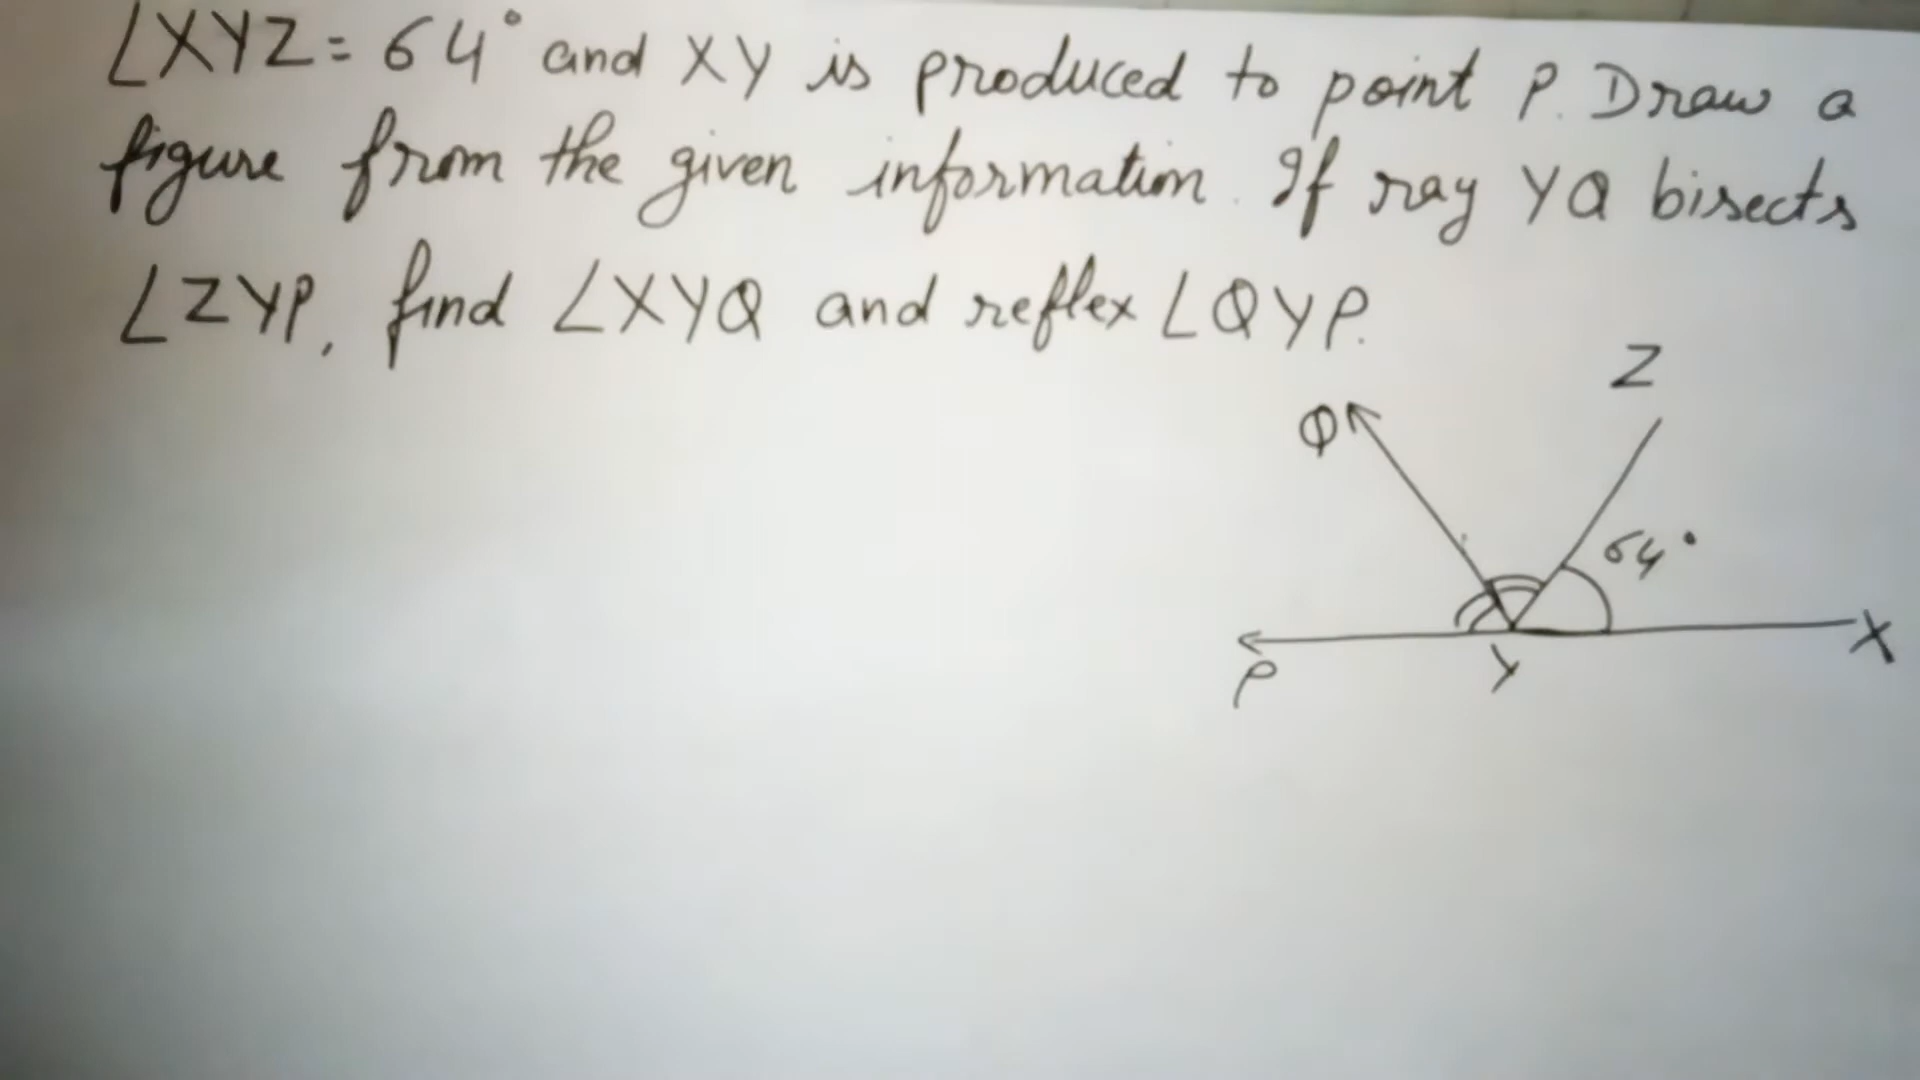 ∠XYZ = 64° and XY is produced to point P. Draw a
figure from the given information. If ray YQ bisects
∠ZYP, find ∠XYQ and reflex ∠QYP.
Z
Q
64°
X
P
Y